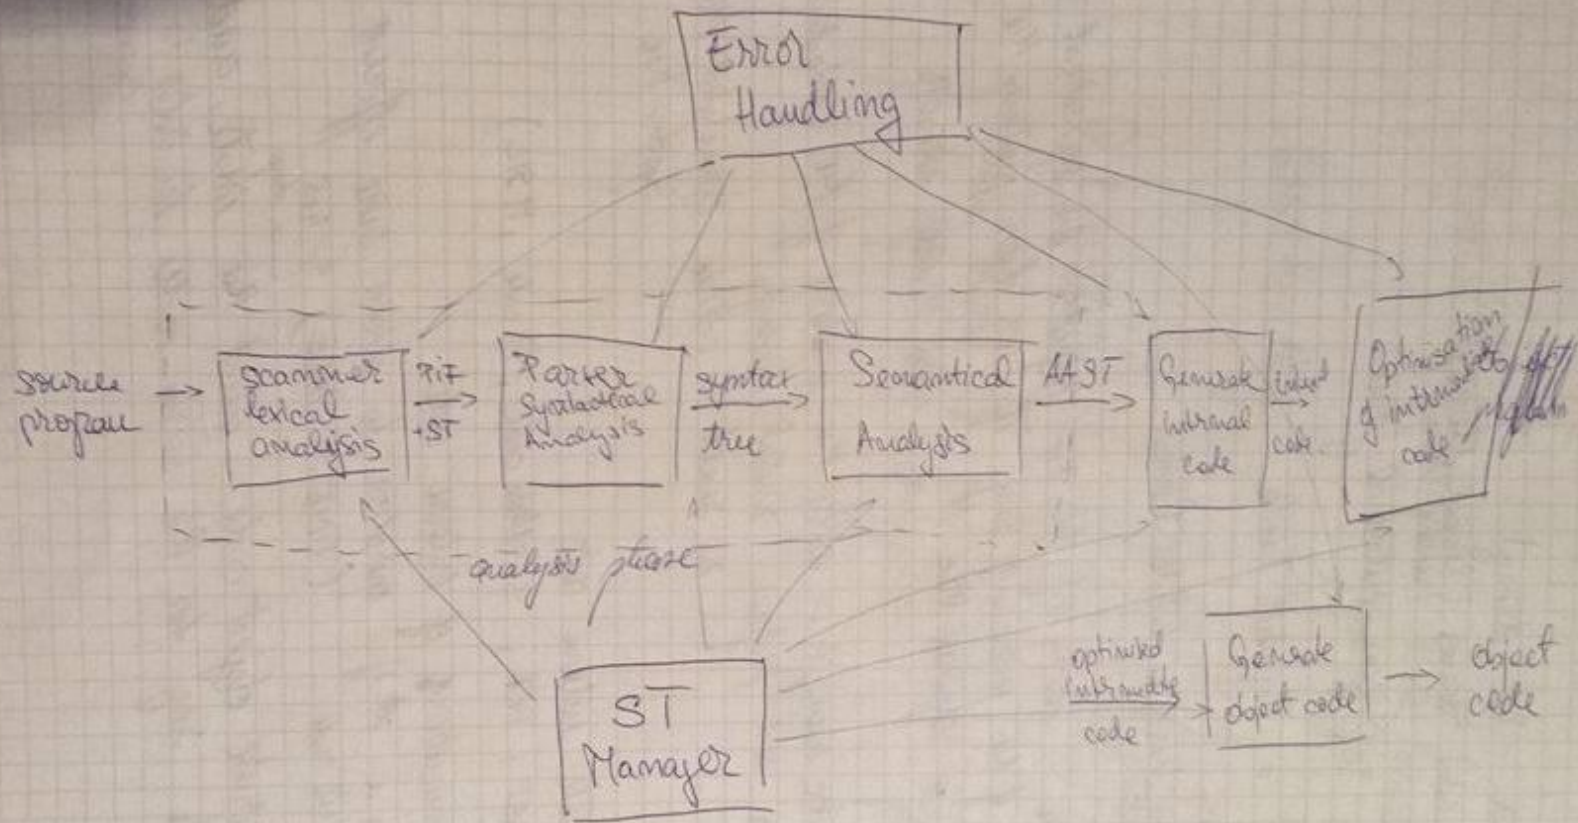 Error
Handling
source
program
scanner
lexical
analysis
PIF
+ST
Parser
Syntactical
Analysis
syntax
tree
Semantical
Analysis
AAST
Generate
internal
code
code
Optimisation
of intermediate
code
analysis phase
ST
Manager
optimised
intermediate
code
Generate
object code
object
code